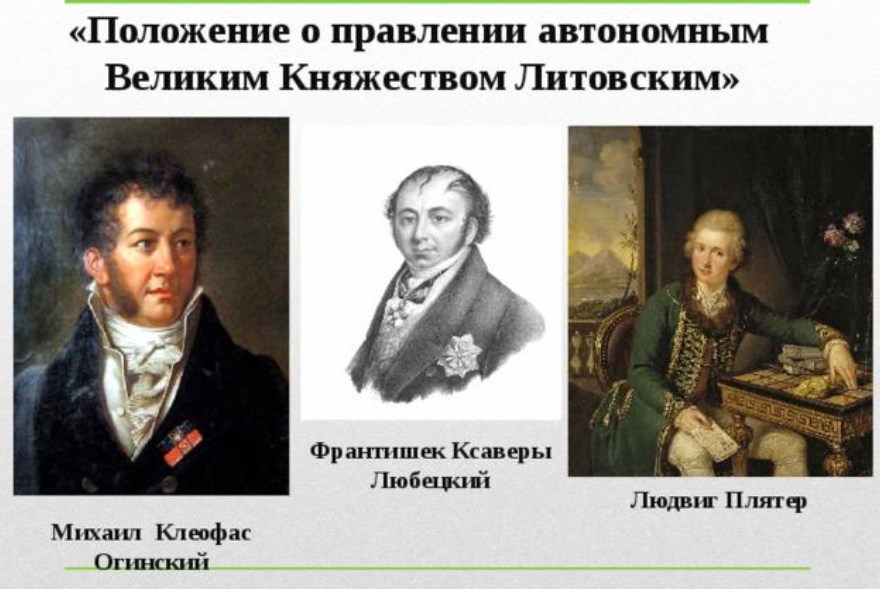 «Положение о правлении автономным
Великим Княжеством Литовским»
Франтишек Ксаверы
Любецкий
Людвиг Плятер
Михаил Клеофас
Огинский